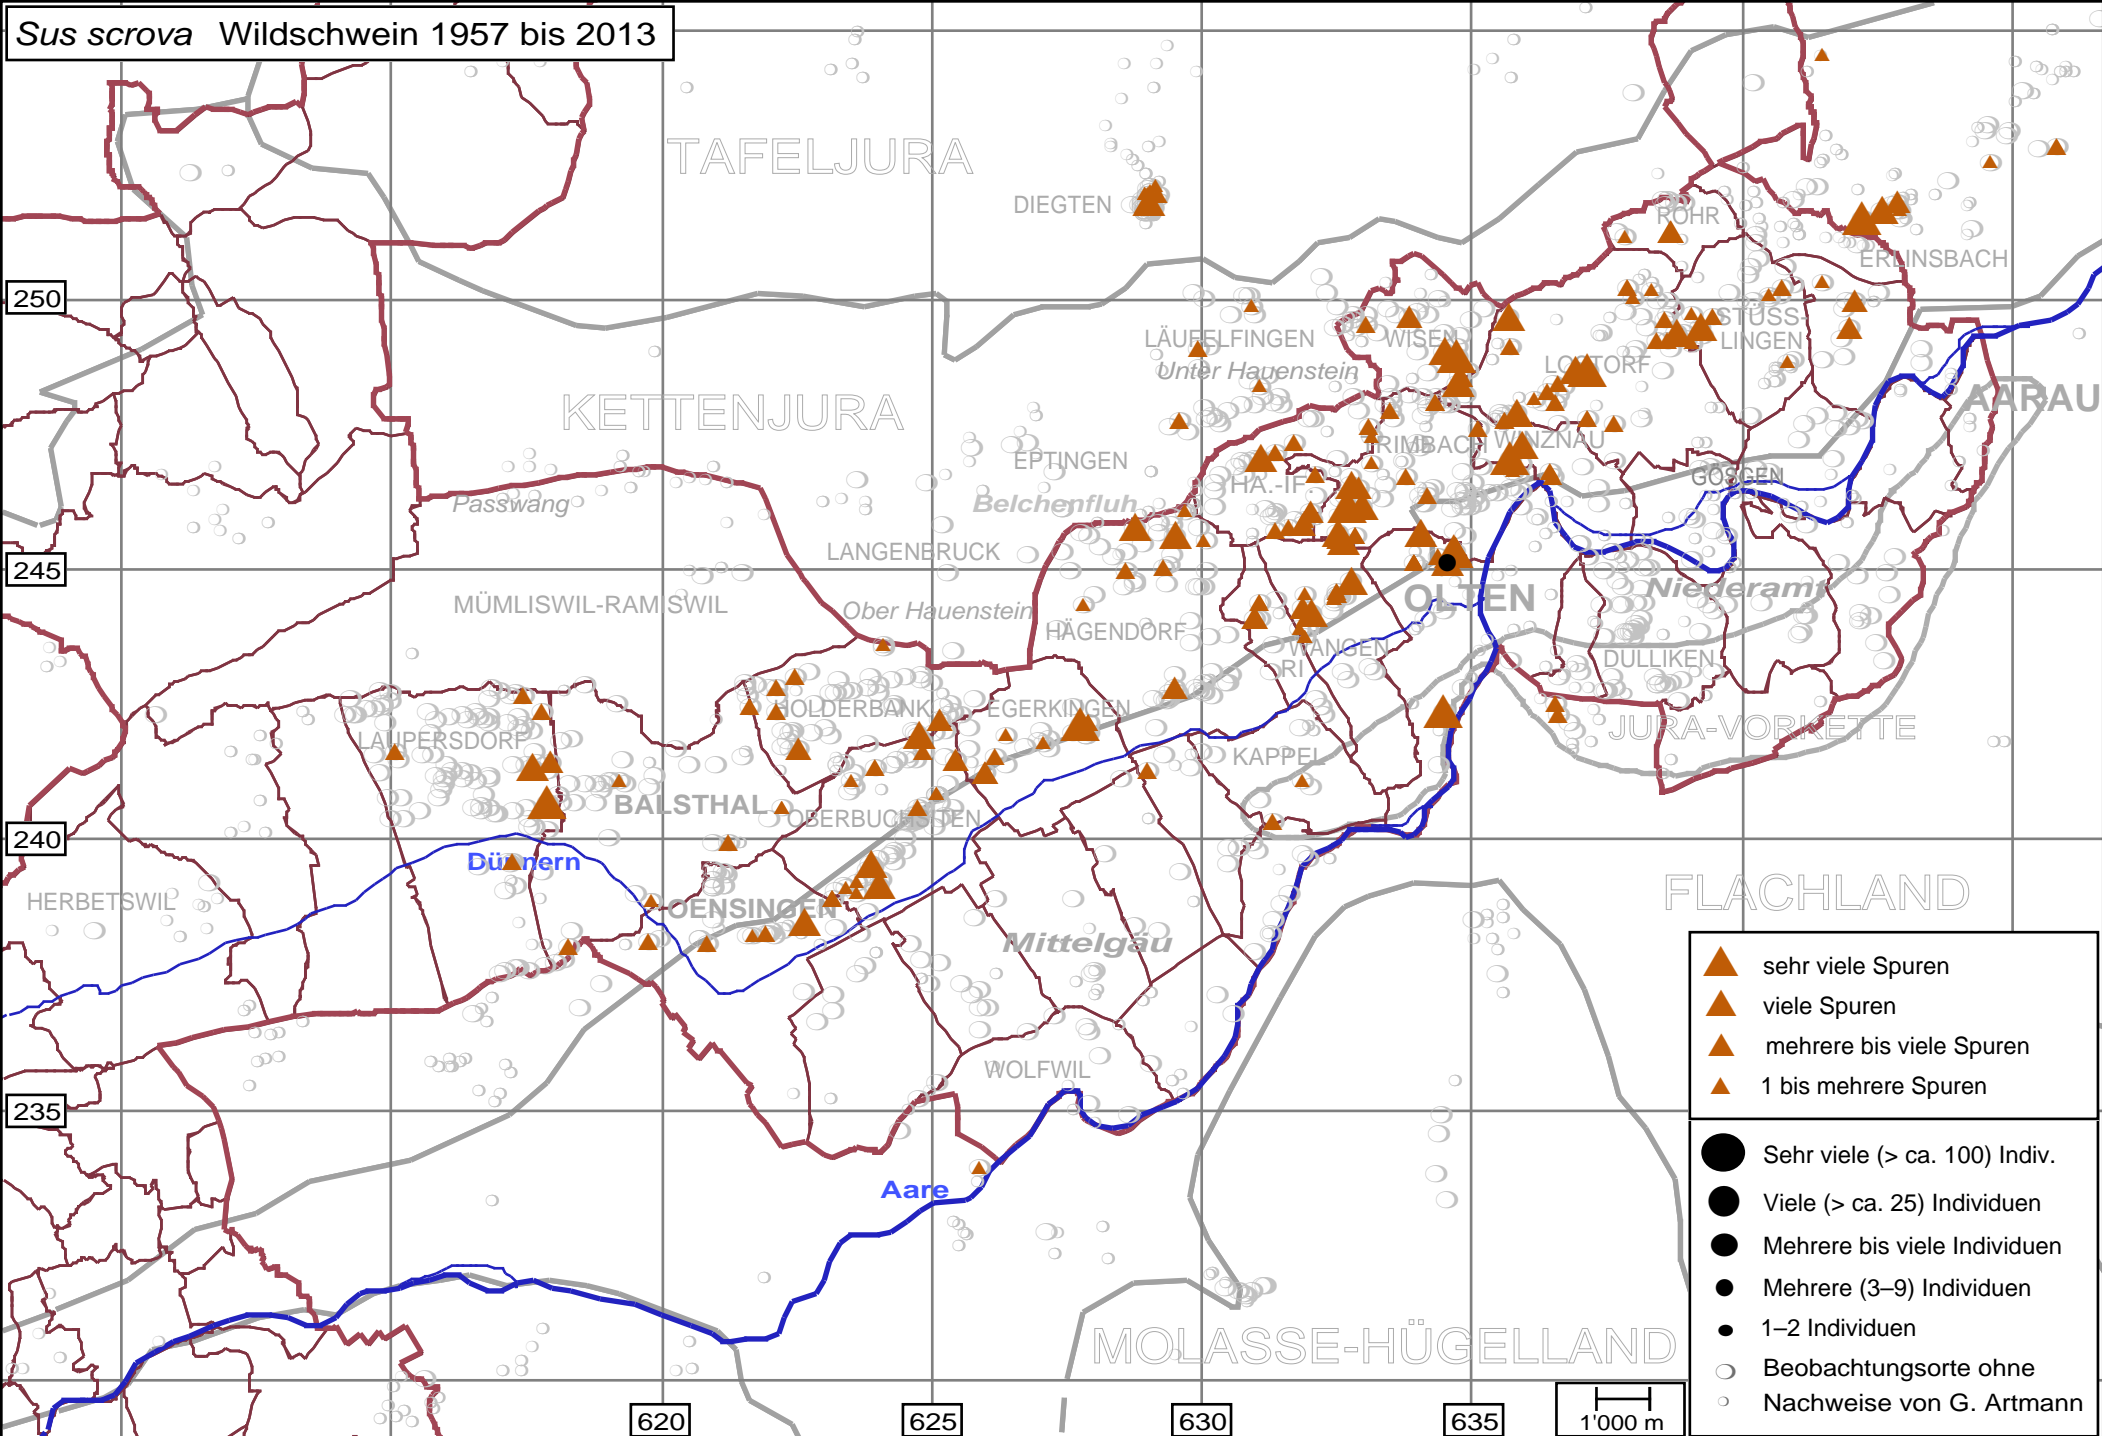 Sus scrova Wildschwein 1957 bis 2013
TAFELJURA
DIEGTEN
ROHR
ERLINSBACH
250
STÜSS-
LINGEN
LÄUFELFINGEN
WISEN
Unter Hauenstein
LOSTORF
AARAU
KETTENJURA
TRIMBACH
WINZNAU
EPTINGEN
GÖSGEN
HA.-IF.
Passwang
Belchenfluh
LANGENBRUCK
245
Niederamt
MÜMLISWIL-RAMISWIL
OLTEN
Ober Hauenstein
HÄGENDORF
WANGEN
RI
DULLIKEN
HOLDERBANK
EGERKINGEN
JURA-VORKETTE
LAUPERSDORF
KAPPEL
BALSTHAL
OBERBUCHSITEN
240
Dünnern
HERBETSWIL
OENSINGEN
FLACHLAND
Mittelgäu
WOLFWIL
235
Aare
MOLASSE-HÜGELLAND
620
625
630
635
1'000 m
sehr viele Spuren
viele Spuren
mehrere bis viele Spuren
1 bis mehrere Spuren
Sehr viele (> ca. 100) Indiv.
Viele (> ca. 25) Individuen
Mehrere bis viele Individuen
Mehrere (3–9) Individuen
1–2 Individuen
Beobachtungsorte ohne
Nachweise von G. Artmann